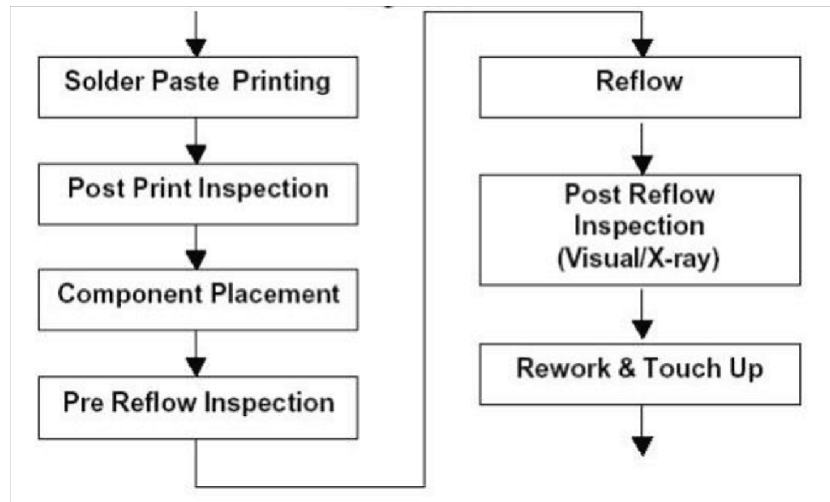 Solder Paste Printing
Post Print Inspection
Component Placement
Pre Reflow Inspection
Reflow
Post Reflow
Inspection
(Visual/X-ray)
Rework & Touch Up